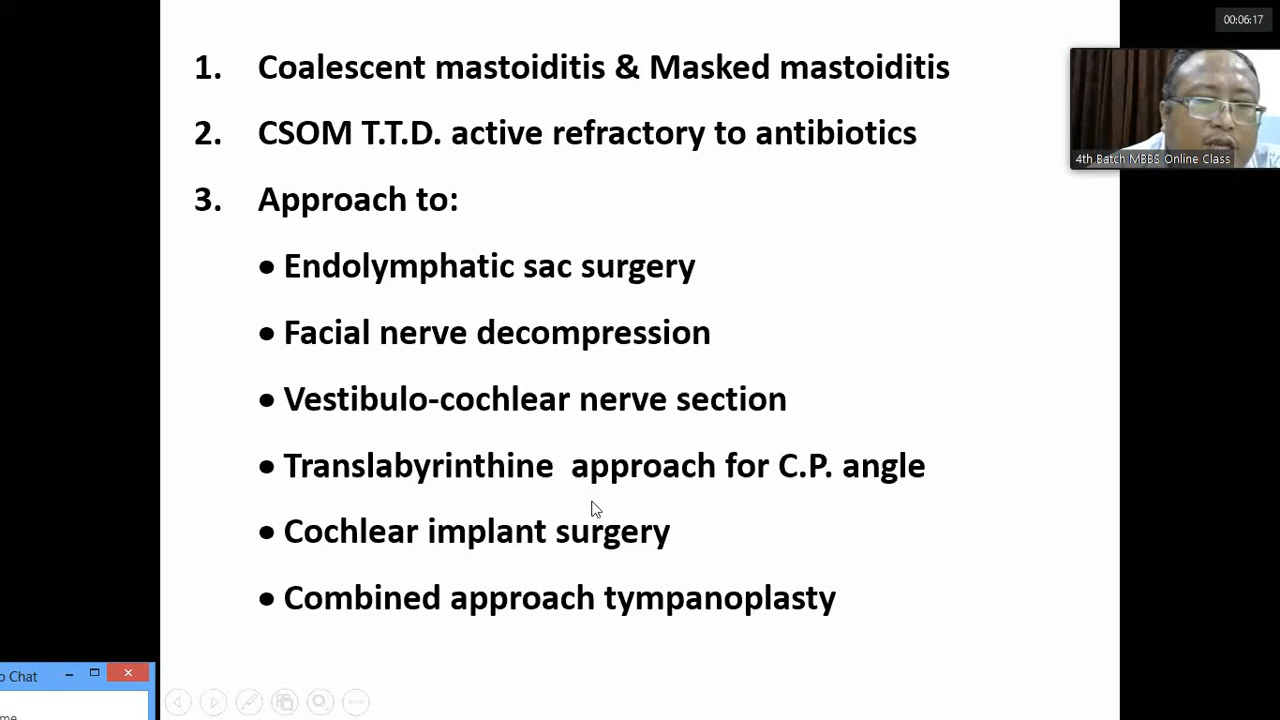 00:06:17
1. Coalescent mastoiditis & Masked mastoiditis
4th Batch MBBS Online Class
2. CSOM T.T.D. active refractory to antibiotics
3. Approach to:
• Endolymphatic sac surgery
• Facial nerve decompression
• Vestibulo-cochlear nerve section
• Translabyrinthine approach for C.P. angle
• Cochlear implant surgery
• Combined approach tympanoplasty
o Chat
me